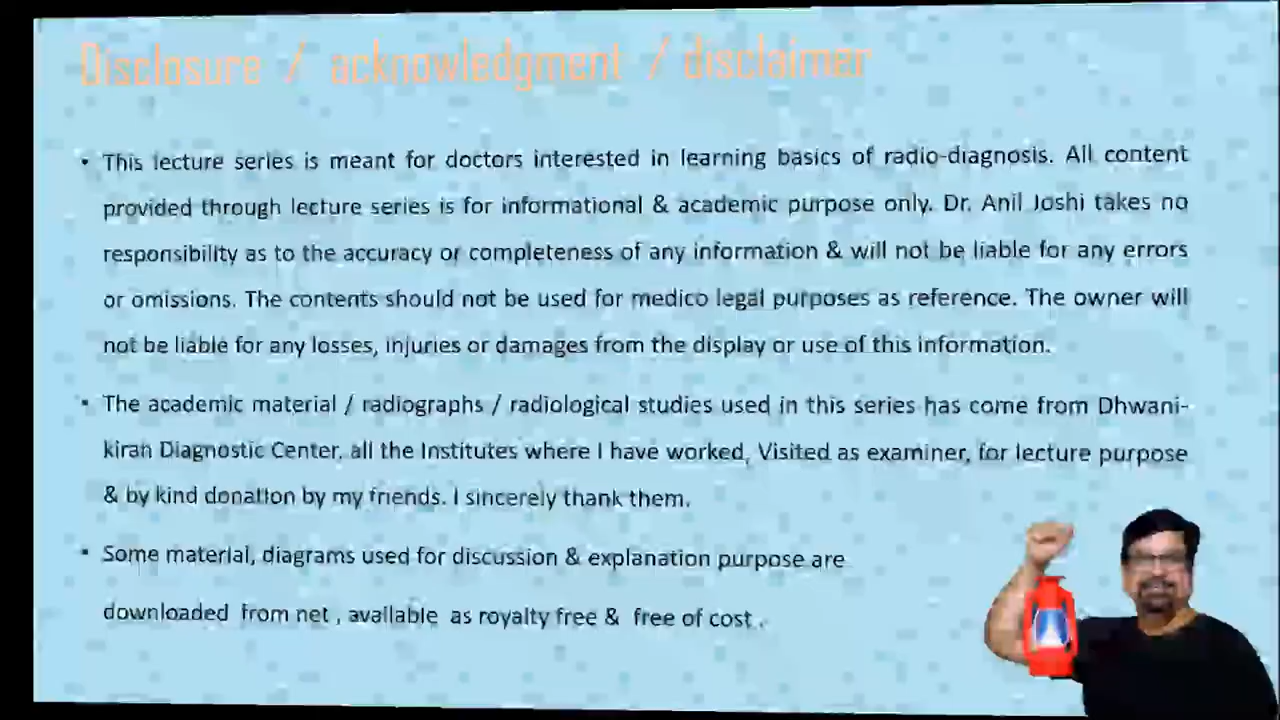 Disclosure / acknowledgment / disclaimer
• This lecture series is meant for doctors interested in learning basics of radio-diagnosis. All content
provided through lecture series is for informational & academic purpose only. Dr. Anil Joshi takes no
responsibility as to the accuracy or completeness of any information & will not be liable for any errors
or omissions. The contents should not be used for medico legal purposes as reference. The owner will
not be liable for any losses, injuries or damages from the display or use of this information.
• The academic material / radiographs / radiological studies used in this series has come from Dhwani-
kiran Diagnostic Center, all the Institutes where I have worked, Visited as examiner, for lecture purpose
& by kind donation by my friends. I sincerely thank them.
• Some material, diagrams used for discussion & explanation purpose are
downloaded from net , available as royalty free & free of cost .